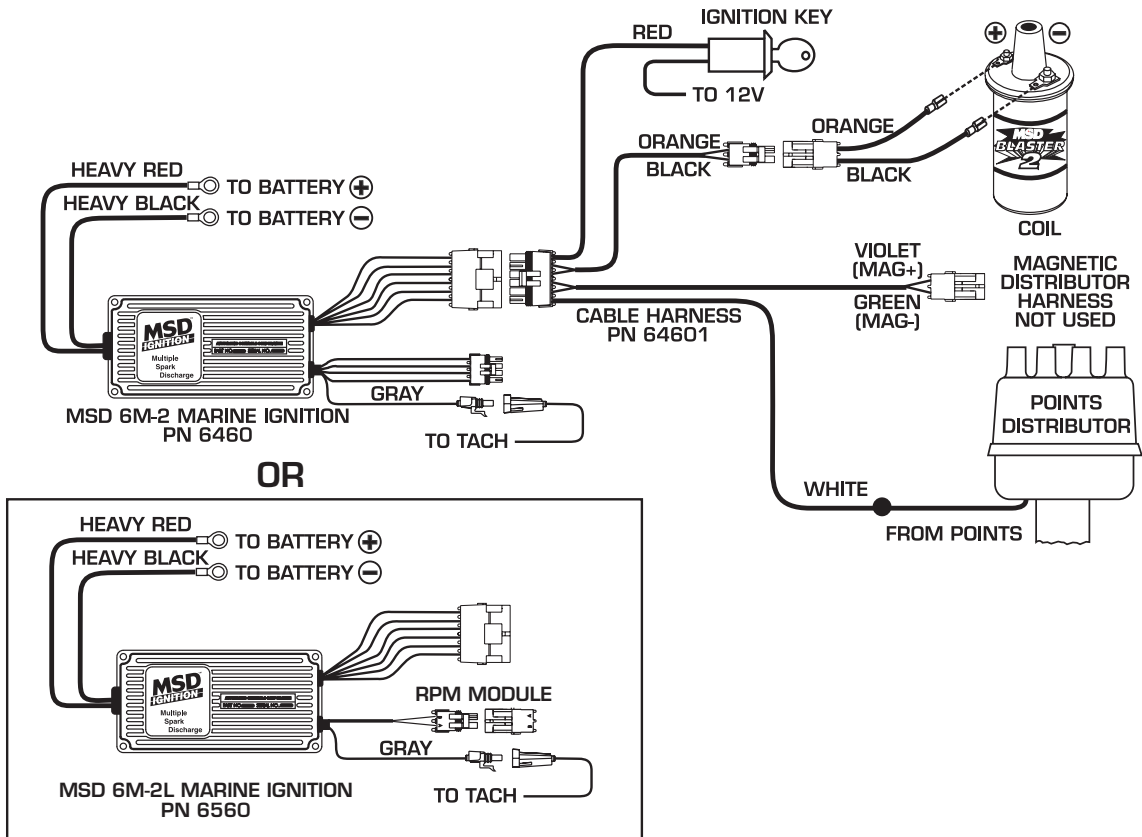 IGNITION KEY
RED
TO 12V
⊕
⊖
ORANGE
BLACK
ORANGE
BLACK
MSD
BLASTER
2
COIL
HEAVY RED
TO BATTERY ⊕
HEAVY BLACK
TO BATTERY ⊖
VIOLET
(MAG+)
GREEN
(MAG-)
MAGNETIC
DISTRIBUTOR
HARNESS
NOT USED
CABLE HARNESS
PN 64601
MSD
IGNITION
Multiple
Spark
Discharge
GRAY
TO TACH
MSD 6M-2 MARINE IGNITION
PN 6460
POINTS
DISTRIBUTOR
WHITE
FROM POINTS
OR
HEAVY RED
TO BATTERY ⊕
HEAVY BLACK
TO BATTERY ⊖
MSD
IGNITION
Multiple
Spark
Discharge
RPM MODULE
GRAY
TO TACH
MSD 6M-2L MARINE IGNITION
PN 6560